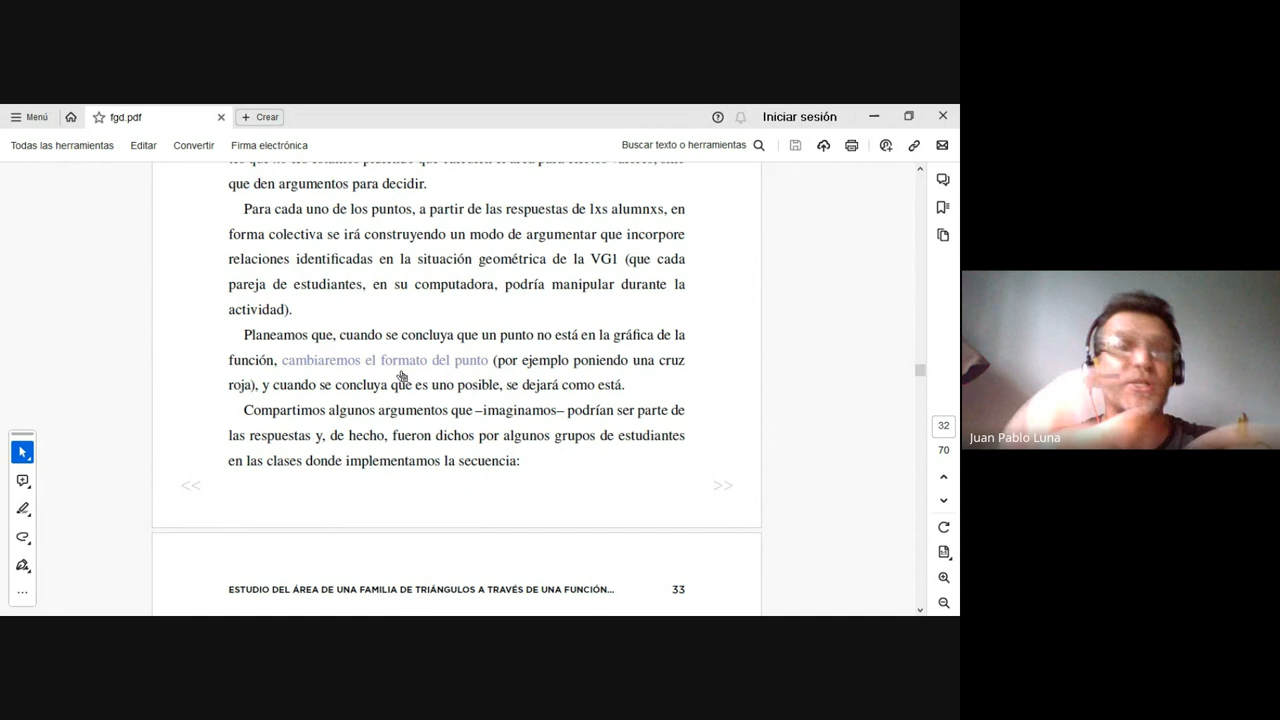 Menú
fgd.pdf
Crear
Iniciar sesión
Todas las herramientas
Editar
Convertir
Firma electrónica
Buscar texto o herramientas
que den argumentos para decidir.
Para cada uno de los puntos, a partir de las respuestas de lxs alumnxs, en
forma colectiva se irá construyendo un modo de argumentar que incorpore
relaciones identificadas en la situación geométrica de la VG1 (que cada
pareja de estudiantes, en su computadora, podría manipular durante la
actividad).
Planeamos que, cuando se concluya que un punto no está en la gráfica de la
función, cambiaremos el formato del punto (por ejemplo poniendo una cruz
roja), y cuando se concluya que es uno posible, se dejará como está.
Compartimos algunos argumentos que –imaginamos– podrían ser parte de
las respuestas y, de hecho, fueron dichos por algunos grupos de estudiantes
en las clases donde implementamos la secuencia:
<< >>
ESTUDIO DEL ÁREA DE UNA FAMILIA DE TRIÁNGULOS A TRAVÉS DE UNA FUNCIÓN... 33
32
70
Juan Pablo Luna